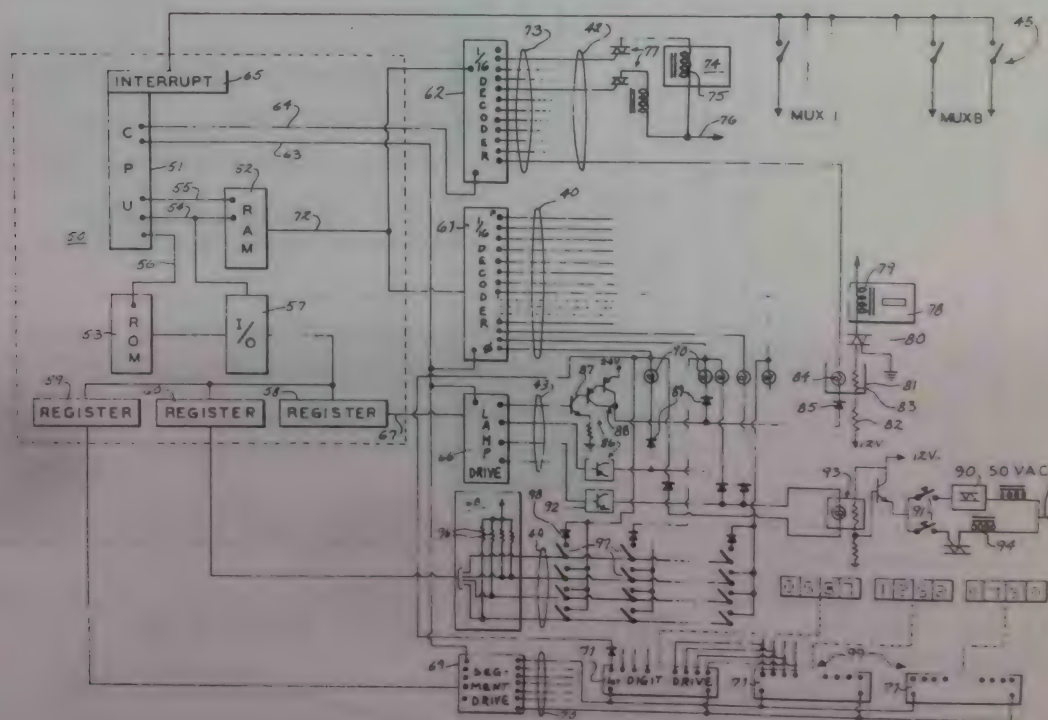 45
INTERRUPT
65
C P U
51
64
63
55
54
52
RAM
72
50
56
53
ROM
57
I/O
59
REGISTER
60
REGISTER
58
REGISTER
67
62
1/16
DECODER
73
42
77
74
75
76
MUX 1
MUX 8
61
1/16
DECODER
40
79
78
80
84
81
83
85
82
12V
66
LAMP
DRIVE
43
87
24V
88
86
90
89
93
12V.
90
50 VAC
91
94
98
92
97
69
SEG-
MENT
DRIVE
71
DIGIT DRIVE
71
99
71